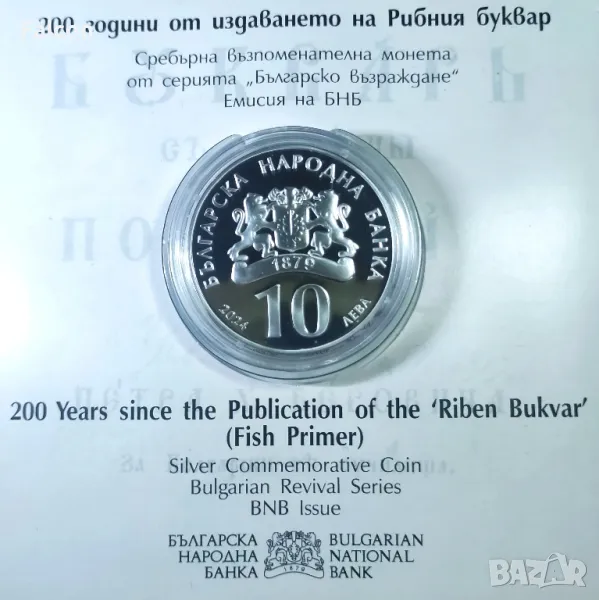 200 години от издаването на Рибния буквар
Сребърна възпоменателна монета
от серията „Българско възраждане“
Емисия на БНБ
БЪЛГАРСКА НАРОДНА БАНКА
1879
2024
10
ЛЕВА
200 Years since the Publication of the ‘Riben Bukvar’
(Fish Primer)
Silver Commemorative Coin
Bulgarian Revival Series
BNB Issue
БЪЛГАРСКА
НАРОДНА
БАНКА
1879
BULGARIAN
NATIONAL
BANK
BAZAR